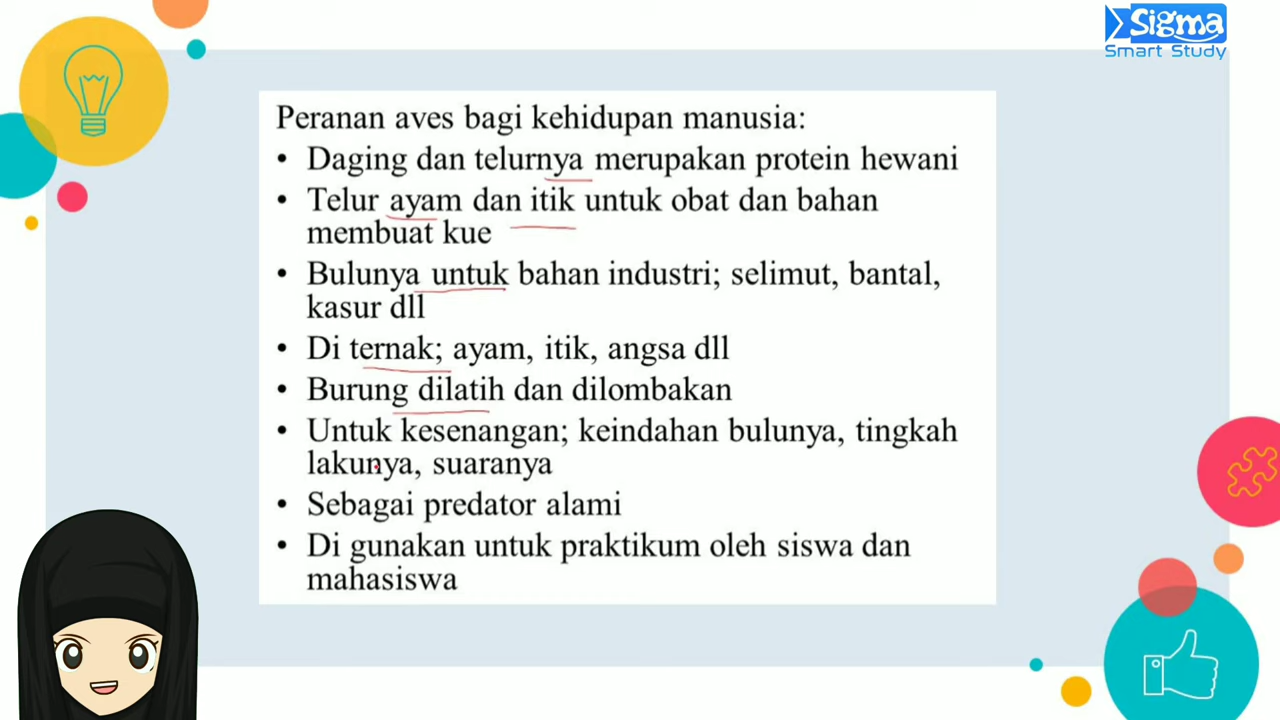 Sigma
Smart Study
Peranan aves bagi kehidupan manusia:
• Daging dan telurnya merupakan protein hewani
• Telur ayam dan itik untuk obat dan bahan
membuat kue
• Bulunya untuk bahan industri; selimut, bantal,
kasur dll
• Di ternak; ayam, itik, angsa dll
• Burung dilatih dan dilombakan
• Untuk kesenangan; keindahan bulunya, tingkah
lakunya, suaranya
• Sebagai predator alami
• Di gunakan untuk praktikum oleh siswa dan
mahasiswa